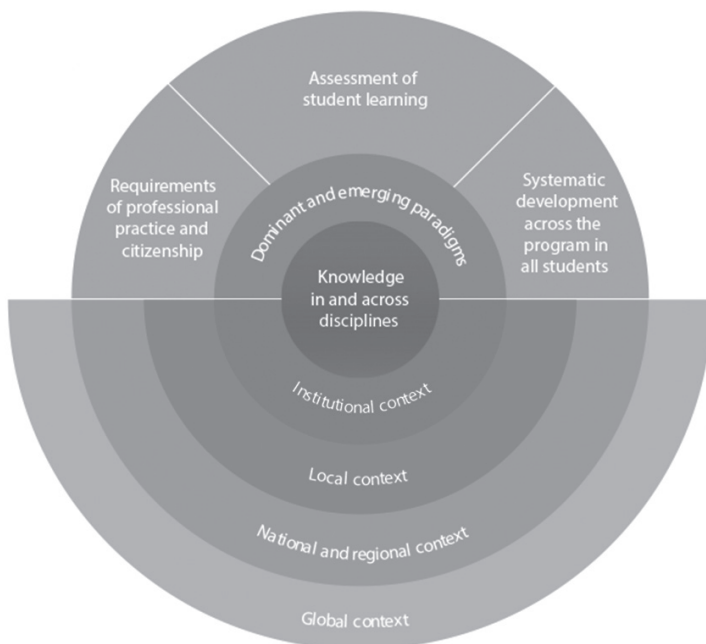 Assessment of
student learning
Requirements
of professional
practice and
citizenship
Systematic
development
across the
program in
all students
Dominant and emerging paradigms
Knowledge
in and across
disciplines
Institutional context
Local context
National and regional context
Global context